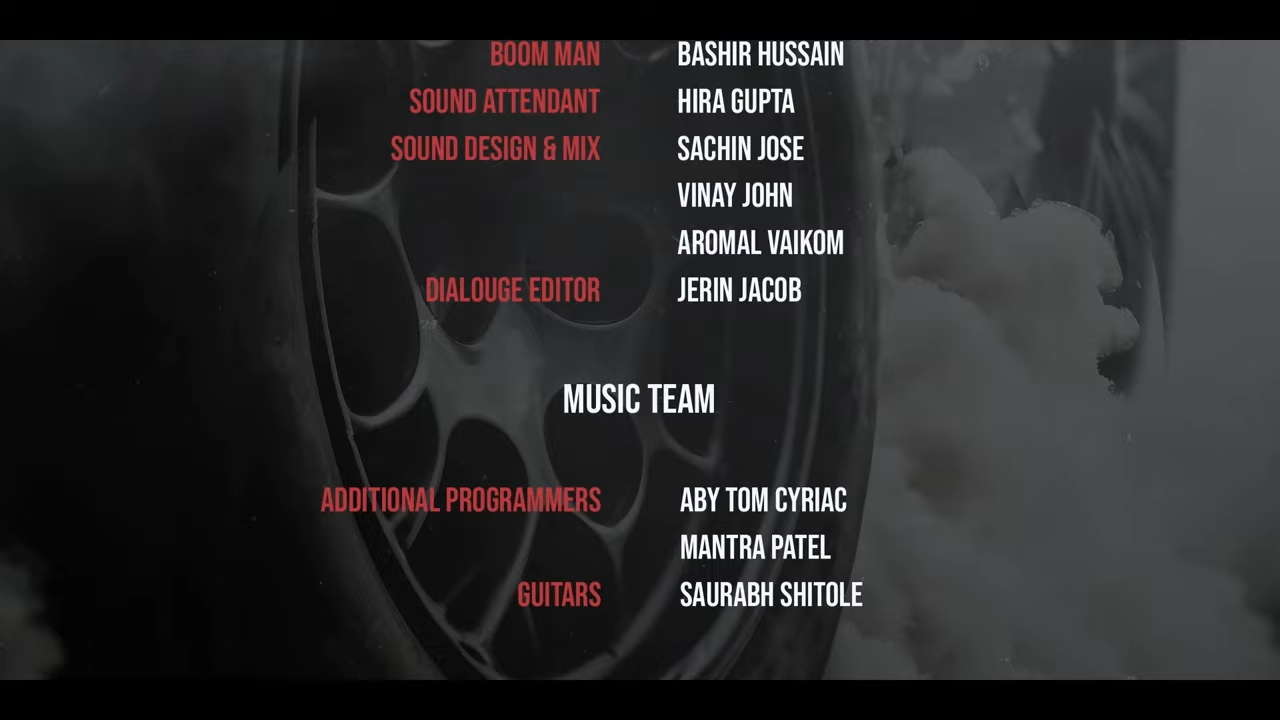 BOOM MAN BASHIR HUSSAIN
SOUND ATTENDANT HIRA GUPTA
SOUND DESIGN & MIX SACHIN JOSE
VINAY JOHN
AROMAL VAIKOM
DIALOUGE EDITOR JERIN JACOB
MUSIC TEAM
ADDITIONAL PROGRAMMERS ABY TOM CYRIAC
MANTRA PATEL
GUITARS SAURABH SHITOLE